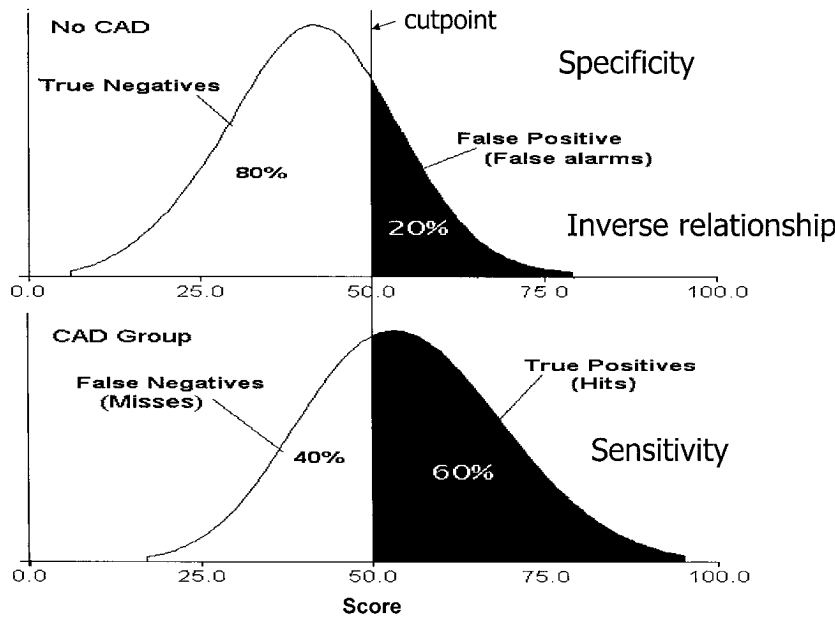 No CAD
cutpoint
Specificity
True Negatives
False Positive
(False alarms)
80%
20%
Inverse relationship
0.0 25.0 50.0 75.0 100.0
CAD Group
False Negatives
(Misses)
True Positives
(Hits)
40%
60%
Sensitivity
0.0 25.0 50.0 75.0 100.0
Score